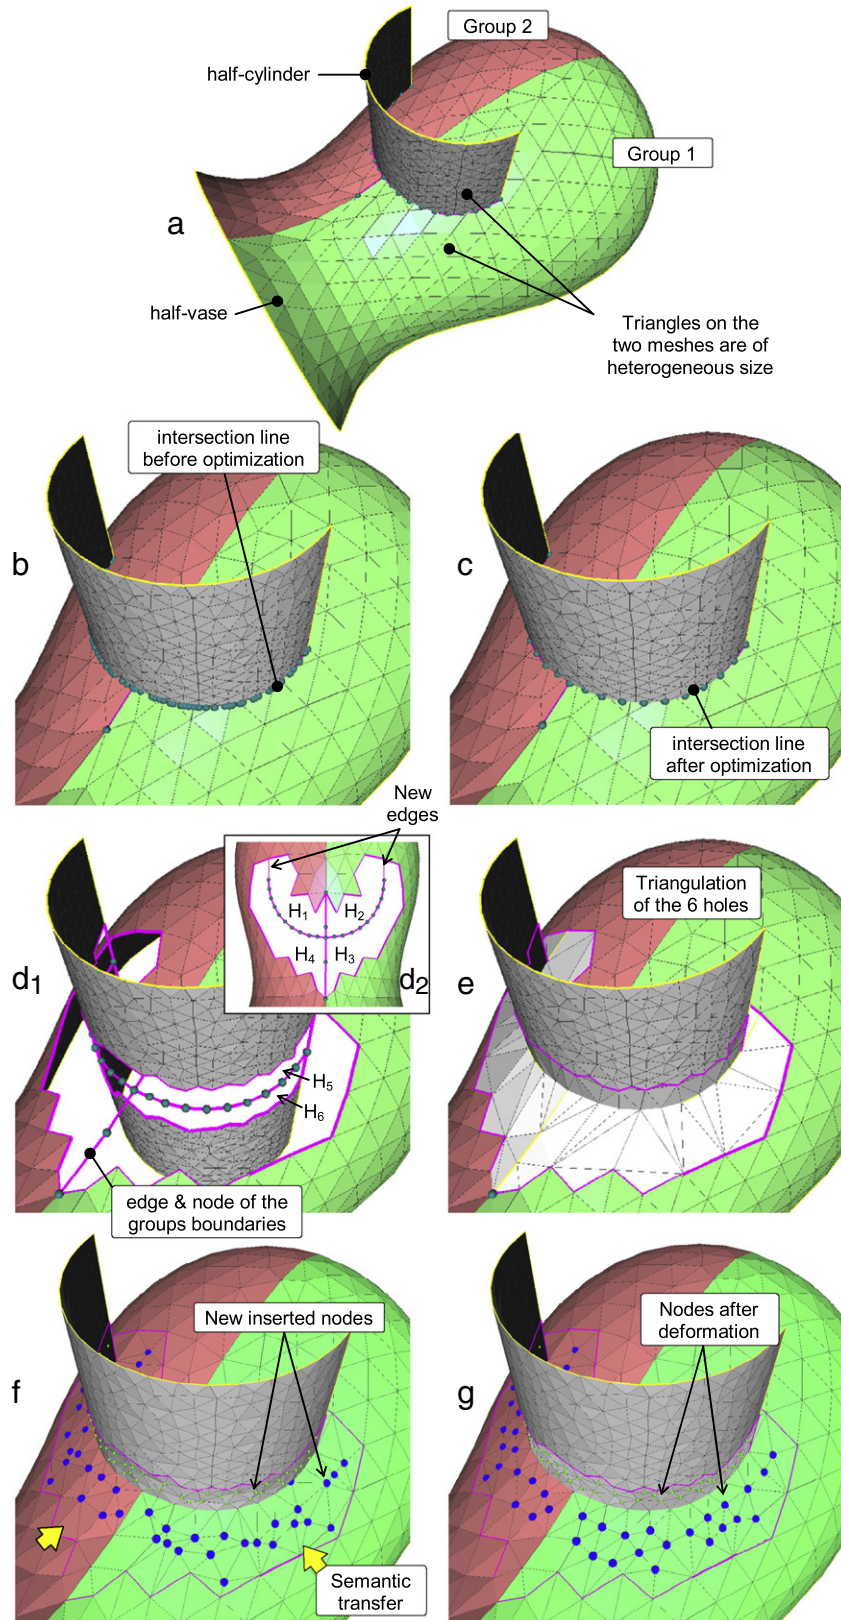 Group 2
half-cylinder
Group 1
a
half-vase
Triangles on the
two meshes are of
heterogeneous size
intersection line
before optimization
b
c
intersection line
after optimization
New
edges
d1
H1
H2
H4
H3
d2
H5
H6
edge & node of the
groups boundaries
Triangulation
of the 6 holes
e
New inserted nodes
f
Semantic
transfer
Nodes after
deformation
g